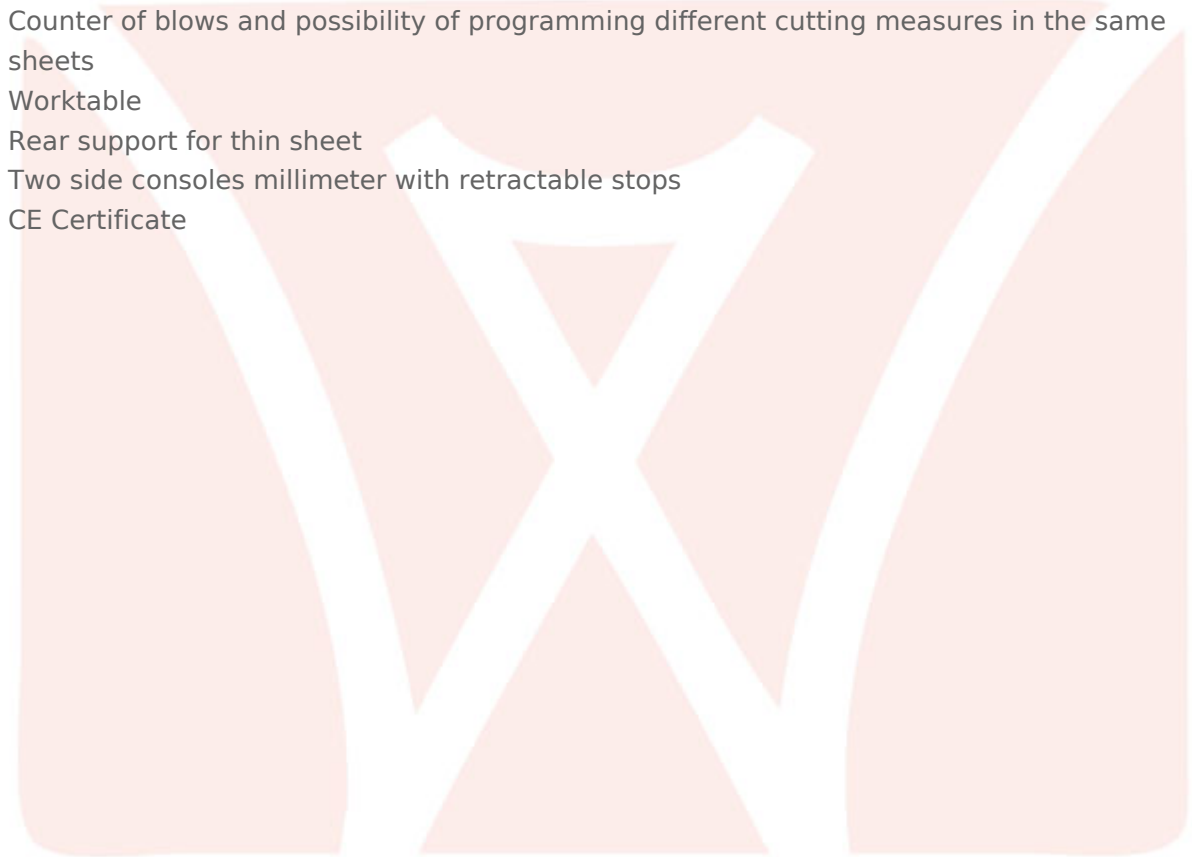 Counter of blows and possibility of programming different cutting measures in the same
sheets
Worktable
Rear support for thin sheet
Two side consoles millimeter with retractable stops
CE Certificate